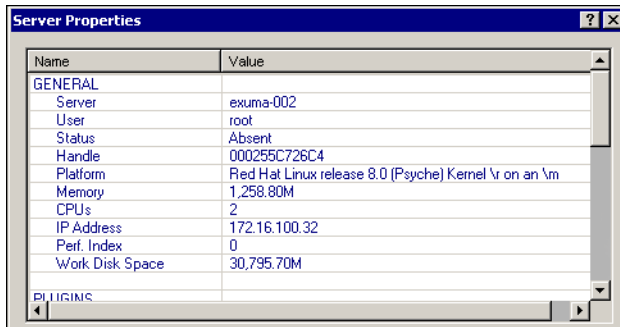 Server Properties
Name Value
GENERAL
Server exuma-002
User root
Status Absent
Handle 000255C726C4
Platform Red Hat Linux release 8.0 (Psyche) Kernel \r on an \m
Memory 1,258.80M
CPUs 2
IP Address 172.16.100.32
Perf. Index 0
Work Disk Space 30,795.70M
PLUGINS